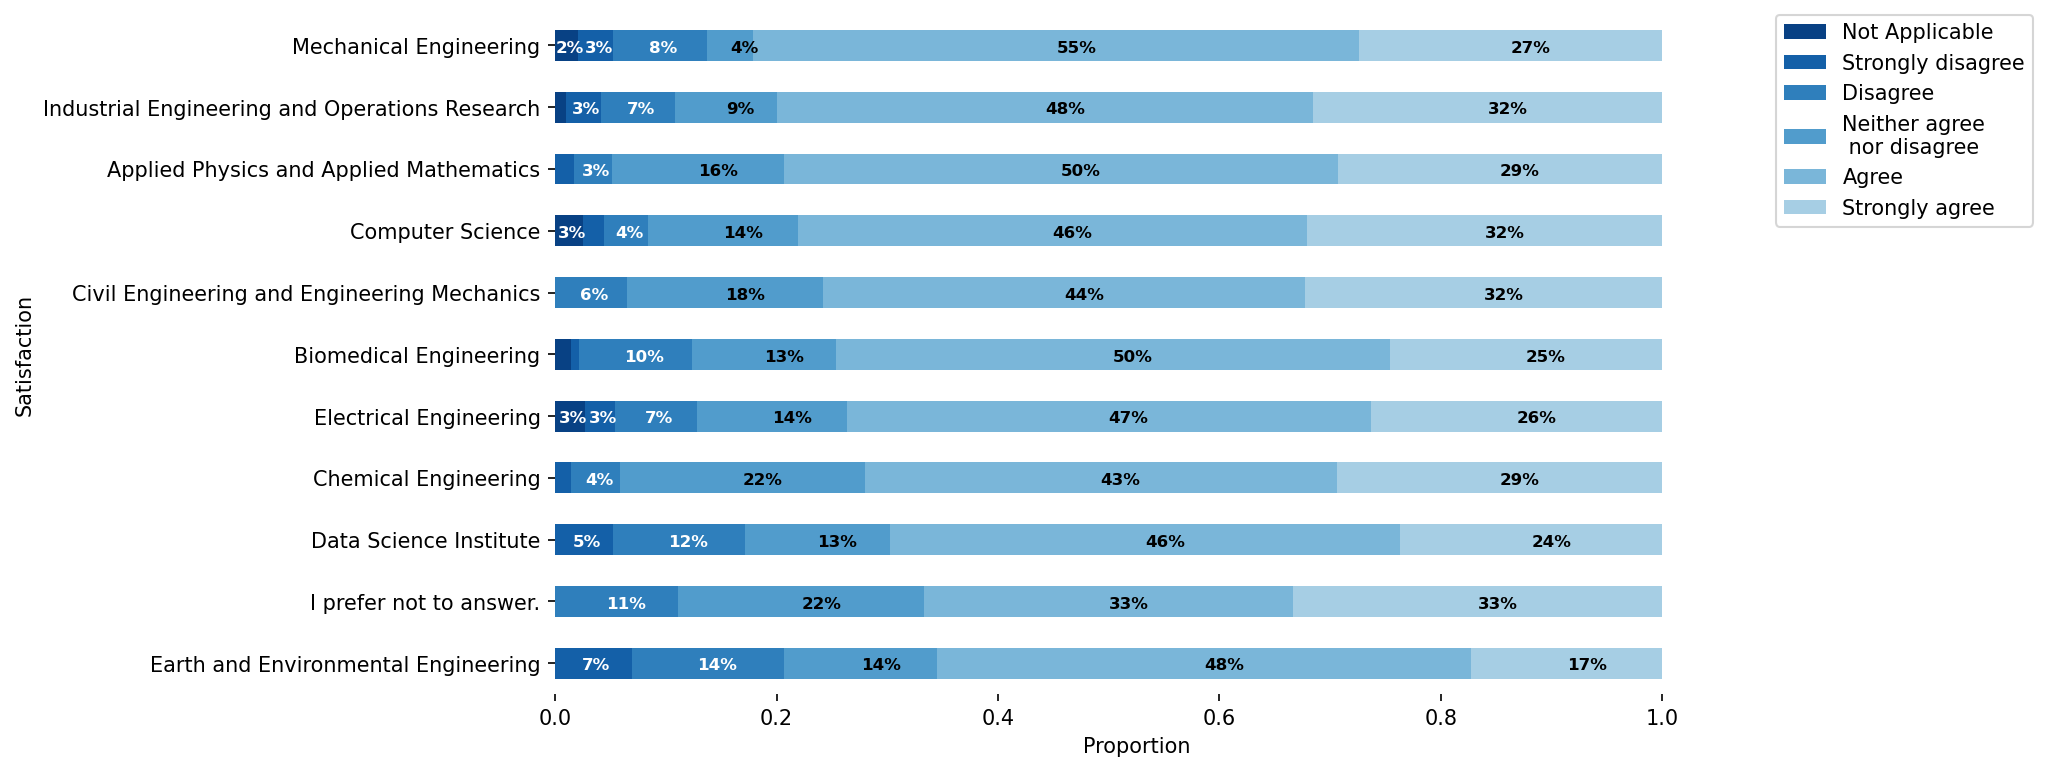 Mechanical Engineering 2% 3% 8% 4% 55% 27%
Industrial Engineering and Operations Research 3% 7% 9% 48% 32%
Applied Physics and Applied Mathematics 3% 16% 50% 29%
Computer Science 3% 4% 14% 46% 32%
Civil Engineering and Engineering Mechanics 6% 18% 44% 32%
Biomedical Engineering 10% 13% 50% 25%
Electrical Engineering 3% 3% 7% 14% 47% 26%
Chemical Engineering 4% 22% 43% 29%
Data Science Institute 5% 12% 13% 46% 24%
I prefer not to answer. 11% 22% 33% 33%
Earth and Environmental Engineering 7% 14% 14% 48% 17%
0.0 0.2 0.4 0.6 0.8 1.0
Proportion
Satisfaction
Not Applicable
Strongly disagree
Disagree
Neither agree
nor disagree
Agree
Strongly agree